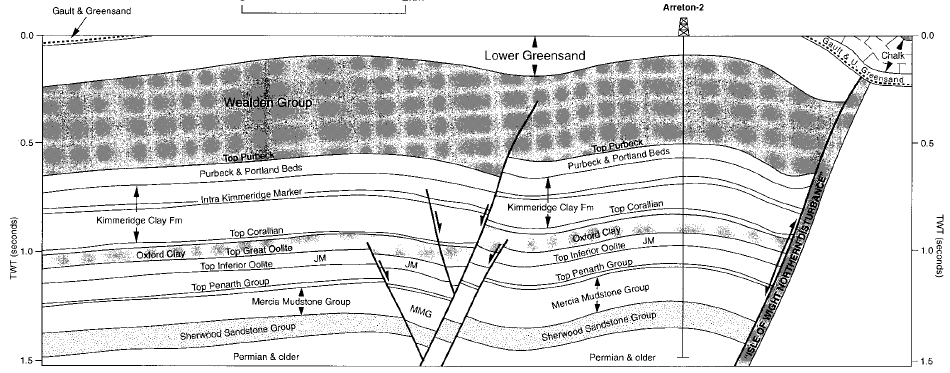 Gault & Greensand
Arreton-2
0.0
0.0
Lower Greensand
Chalk
Gault & U. Greensand
Wealden Group
0.5
0.5
Top Purbeck
Purbeck & Portland Beds
Top Purbeck
Purbeck & Portland Beds
Intra Kimmeridge Marker
Kimmeridge Clay Fm
Kimmeridge Clay Fm
Top Corallian
Top Corallian
TWT (seconds)
TWT (seconds)
1.0
1.0
Oxford Clay
Top Great Oolite
Oxford Clay
Top Inferior Oolite
JM
JM
Top Inferior Oolite
JM
Top Penarth Group
Top Penarth Group
Mercia Mudstone Group
Mercia Mudstone Group
MMG
Sherwood Sandstone Group
Sherwood Sandstone Group
"ISLE OF WIGHT NORTHERN DISTURBANCE"
1.5
1.5
Permian & older
Permian & older